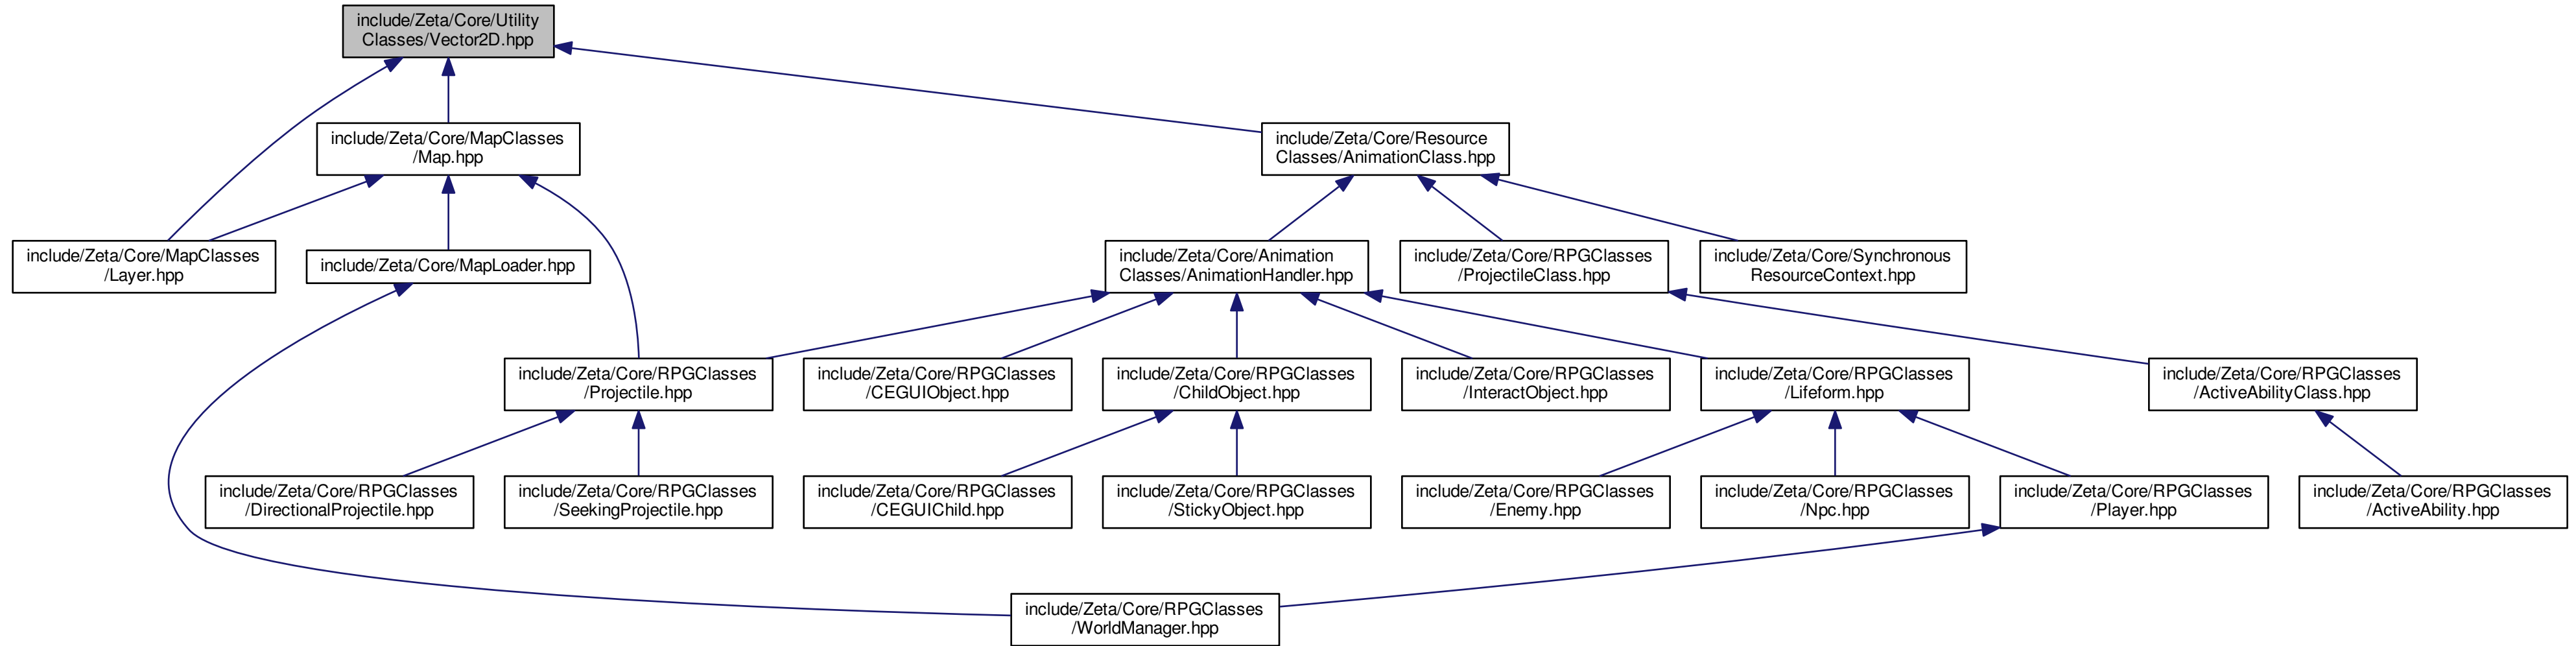 include/Zeta/Core/Utility
Classes/Vector2D.hpp
include/Zeta/Core/MapClasses
/Map.hpp
include/Zeta/Core/Resource
Classes/AnimationClass.hpp
include/Zeta/Core/MapClasses
/Layer.hpp
include/Zeta/Core/MapLoader.hpp
include/Zeta/Core/Animation
Classes/AnimationHandler.hpp
include/Zeta/Core/RPGClasses
/ProjectileClass.hpp
include/Zeta/Core/Synchronous
ResourceContext.hpp
include/Zeta/Core/RPGClasses
/Projectile.hpp
include/Zeta/Core/RPGClasses
/CEGUIObject.hpp
include/Zeta/Core/RPGClasses
/ChildObject.hpp
include/Zeta/Core/RPGClasses
/InteractObject.hpp
include/Zeta/Core/RPGClasses
/Lifeform.hpp
include/Zeta/Core/RPGClasses
/ActiveAbilityClass.hpp
include/Zeta/Core/RPGClasses
/DirectionalProjectile.hpp
include/Zeta/Core/RPGClasses
/SeekingProjectile.hpp
include/Zeta/Core/RPGClasses
/CEGUIChild.hpp
include/Zeta/Core/RPGClasses
/StickyObject.hpp
include/Zeta/Core/RPGClasses
/Enemy.hpp
include/Zeta/Core/RPGClasses
/Npc.hpp
include/Zeta/Core/RPGClasses
/Player.hpp
include/Zeta/Core/RPGClasses
/ActiveAbility.hpp
include/Zeta/Core/RPGClasses
/WorldManager.hpp